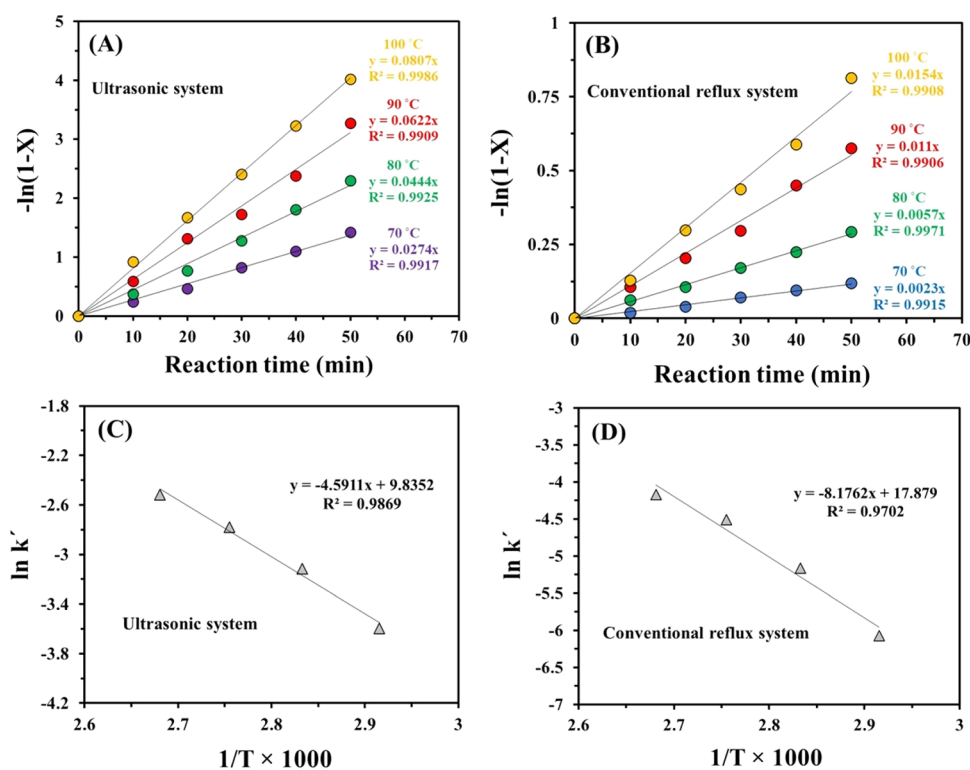 (A)
Ultrasonic system
100 °C
y = 0.0807x
R² = 0.9986
90 °C
y = 0.0622x
R² = 0.9909
80 °C
y = 0.0444x
R² = 0.9925
70 °C
y = 0.0274x
R² = 0.9917
-ln(1-X)
5
4
3
2
1
0
0 10 20 30 40 50 60 70
Reaction time (min)
(B)
Conventional reflux system
100 °C
y = 0.0154x
R² = 0.9908
90 °C
y = 0.011x
R² = 0.9906
80 °C
y = 0.0057x
R² = 0.9971
70 °C
y = 0.0023x
R² = 0.9915
-ln(1-X)
1
0.75
0.5
0.25
0
0 10 20 30 40 50 60 70
Reaction time (min)
(C)
y = -4.5911x + 9.8352
R² = 0.9869
Ultrasonic system
ln k´
-1.8
-2.2
-2.6
-3
-3.4
-3.8
-4.2
2.6 2.7 2.8 2.9 3
1/T × 1000
(D)
y = -8.1762x + 17.879
R² = 0.9702
Conventional reflux system
ln k´
-3
-3.5
-4
-4.5
-5
-5.5
-6
-6.5
-7
2.6 2.7 2.8 2.9 3
1/T × 1000